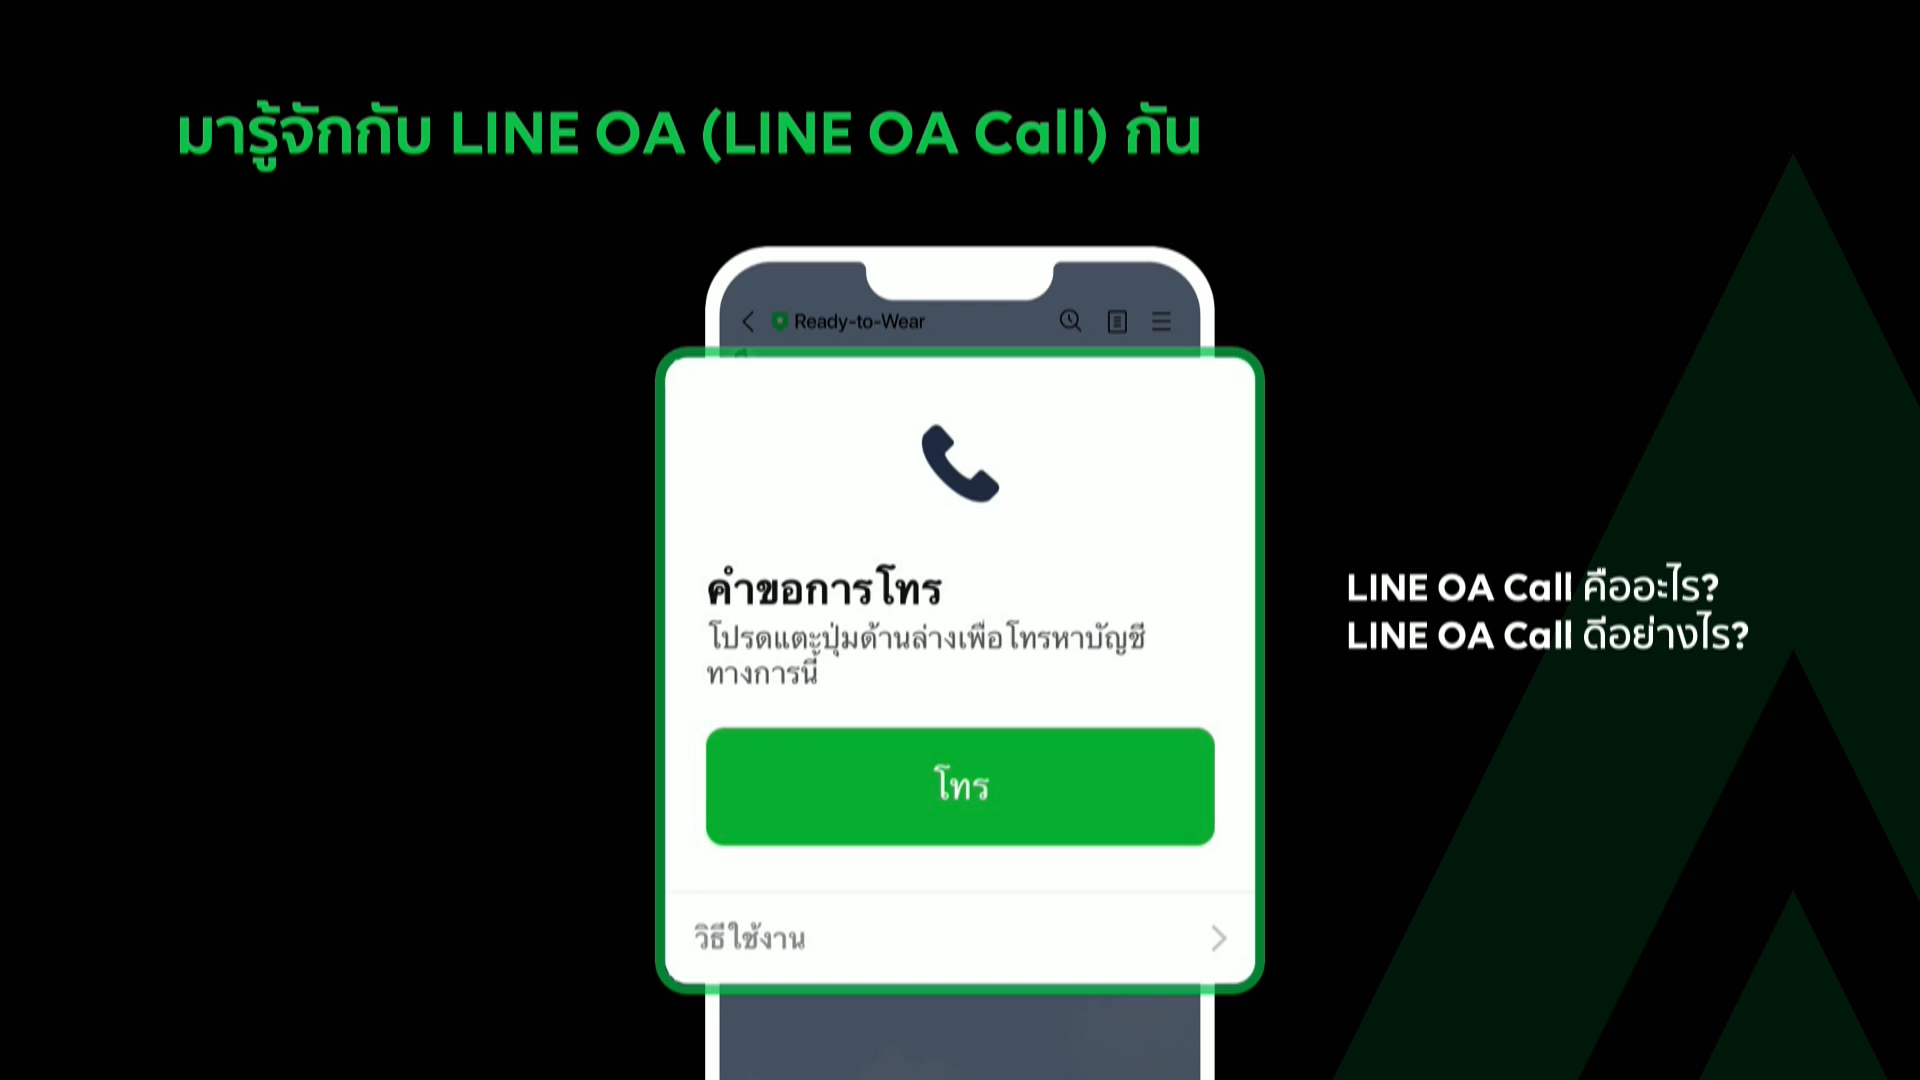 มารู้จักกับ LINE OA (LINE OA Call) กัน
Ready-to-Wear
คำขอการโทร
โปรดแตะปุ่มด้านล่างเพื่อโทรหาบัญชี
ทางการนี้
โทร
วิธีใช้งาน
LINE OA Call คืออะไร?
LINE OA Call ดีอย่างไร?